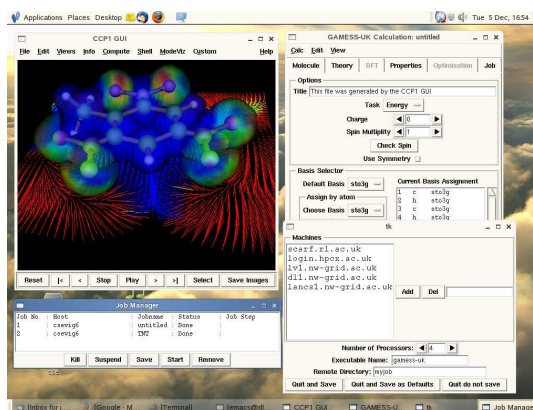 Applications Places Desktop
Tue 5 Dec, 16:54
CCP1 GUI
File Edit Views Info Compute Shell ModeViz Custom Help
Reset |< < Stop Play > >| Select Save Images
GAMESS-UK Calculation: untitled
Calc Edit View
Molecule Theory DFT Properties Optimisation Job
Options
Title This file was generated by the CCP1 GUI
Task Energy
Charge 0
Spin Multiplicity 1
Check Spin
Use Symmetry
Basis Selector
Default Basis sto3g
Current Basis Assignment
Assign by atom
Choose Basis sto3g
1 c sto3g
2 h sto3g
3 c sto3g
4 h sto3g
tk
Machines
scarf.rl.ac.uk
login.hpcx.ac.uk
lv1.nw-grid.ac.uk
dl1.nw-grid.ac.uk
lancs1.nw-grid.ac.uk
Add Del
Number of Processors: 4
Executable Name: gamess-uk
Remote Directory: myjob
Quit and Save Quit and Save as Defaults Quit do not save
Job Manager
Job No. : Host : Jobname : Status : Job Step
1 : csevig6 : untitled : Done :
2 : csevig6 : TNT : Done :
Kill Suspend Save Start Remove
[Inbox for [Google - M [Terminal] [emacs@dl CCP1 GUI GAMESS-U tk Job Manage